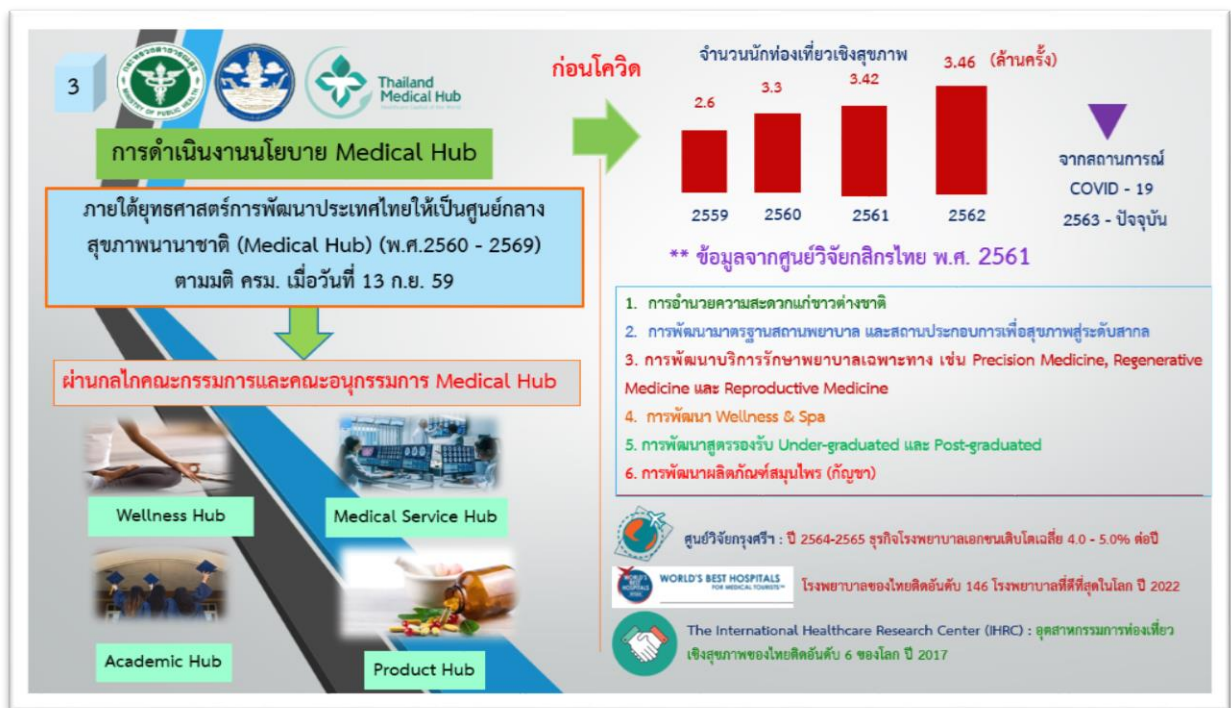 3
กระทรวงสาธารณสุข
MINISTRY OF PUBLIC HEALTH
Thailand
Medical Hub
การดำเนินงานนโยบาย Medical Hub
ภายใต้ยุทธศาสตร์การพัฒนาประเทศไทยให้เป็นศูนย์กลาง
สุขภาพนานาชาติ (Medical Hub) (พ.ศ.2560 - 2569)
ตามมติ ครม. เมื่อวันที่ 13 ก.ย. 59
ผ่านกลไกคณะกรรมการและคณะอนุกรรมการ Medical Hub
Wellness Hub
Medical Service Hub
Academic Hub
Product Hub
ก่อนโควิด
จำนวนนักท่องเที่ยวเชิงสุขภาพ
2.6
3.3
3.42
3.46 (ล้านครั้ง)
2559
2560
2561
2562
จากสถานการณ์
COVID - 19
2563 - ปัจจุบัน
** ข้อมูลจากศูนย์วิจัยกสิกรไทย พ.ศ. 2561
1. การอำนวยความสะดวกแก่ชาวต่างชาติ
2. การพัฒนามาตรฐานสถานพยาบาล และสถานประกอบการเพื่อสุขภาพสู่ระดับสากล
3. การพัฒนาบริการรักษาพยาบาลเฉพาะทาง เช่น Precision Medicine, Regenerative
Medicine และ Reproductive Medicine
4. การพัฒนา Wellness & Spa
5. การพัฒนาสูตรรองรับ Under-graduated และ Post-graduated
6. การพัฒนาผลิตภัณฑ์สมุนไพร (กัญชา)
ศูนย์วิจัยกรุงศรีฯ : ปี 2564-2565 ธุรกิจโรงพยาบาลเอกชนเติบโตเฉลี่ย 4.0 - 5.0% ต่อปี
WORLD'S BEST HOSPITALS
FOR MEDICAL TOURISTS™
โรงพยาบาลของไทยติดอันดับ 146 โรงพยาบาลที่ดีที่สุดในโลก ปี 2022
The International Healthcare Research Center (IHRC) : อุตสาหกรรมการท่องเที่ยว
เชิงสุขภาพของไทยติดอันดับ 6 ของโลก ปี 2017